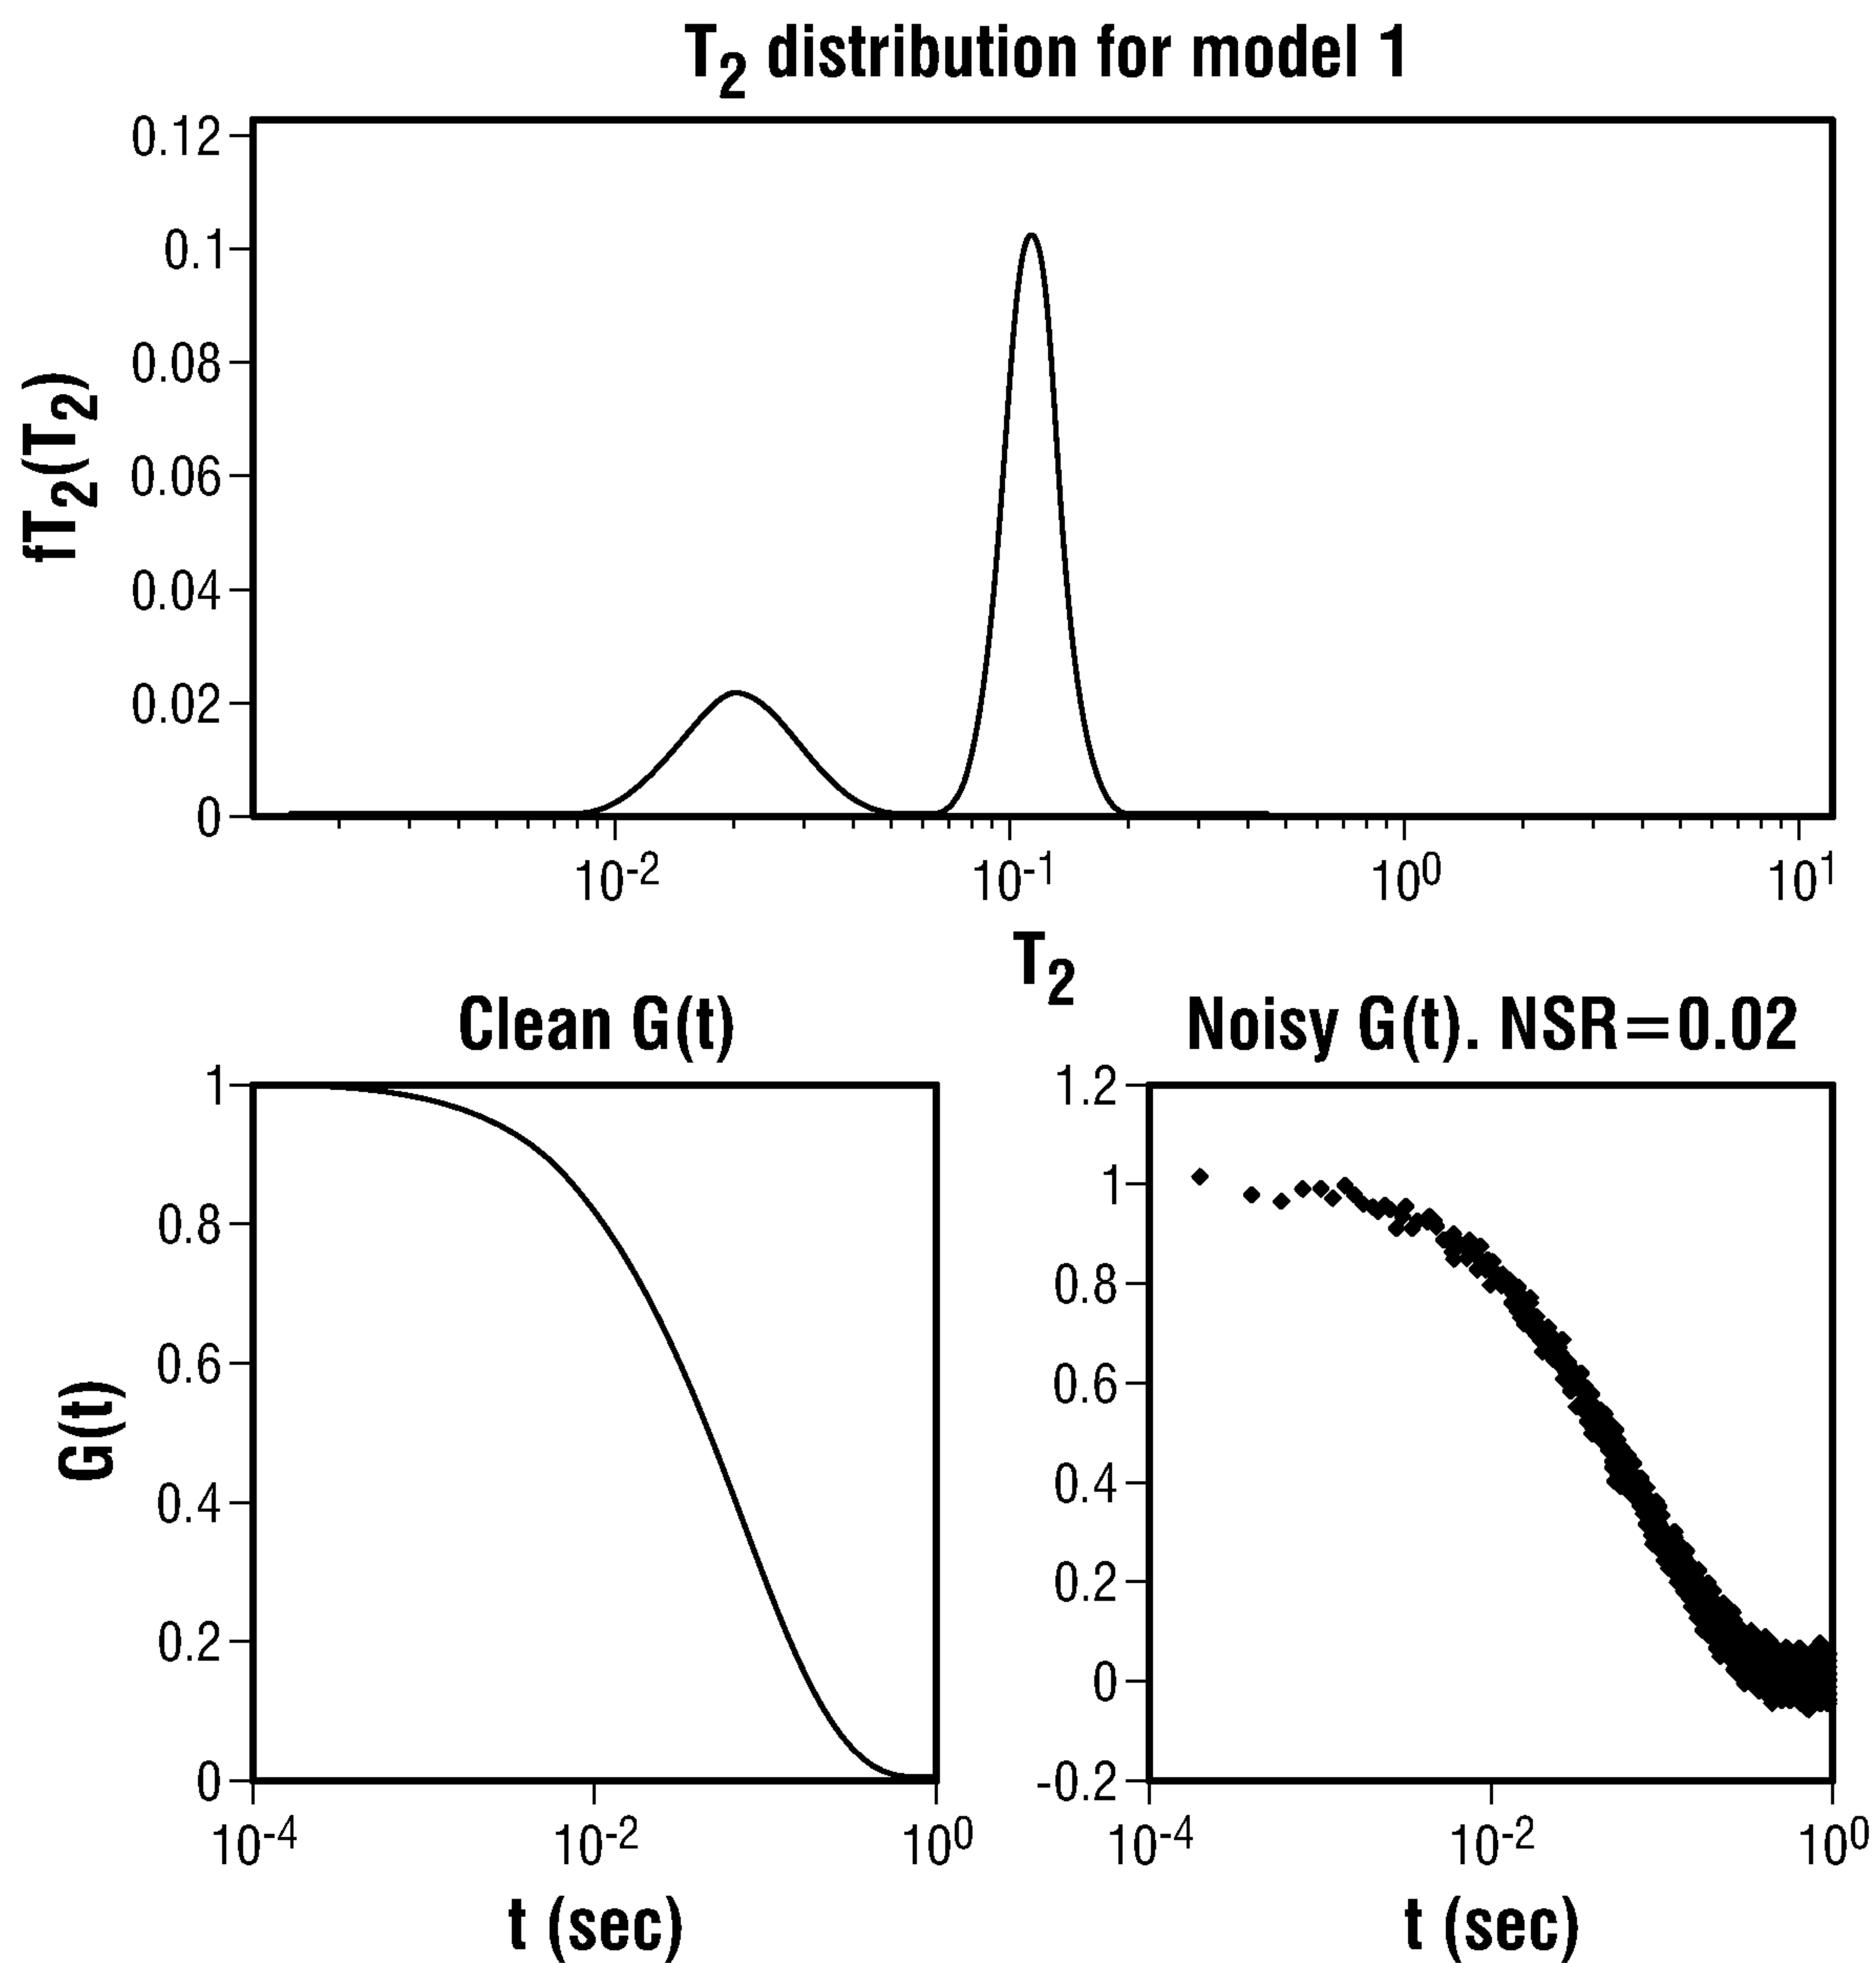 T2 distribution for model 1
0.12
0.1
0.08
0.06
0.04
0.02
0
fT2(T2)
10-2 10-1 100 101
T2
Clean G(t)
1
0.8
0.6
0.4
0.2
0
G(t)
10-4 10-2 100
t (sec)
Noisy G(t). NSR=0.02
1.2
1
0.8
0.6
0.4
0.2
0
-0.2
10-4 10-2 100
t (sec)